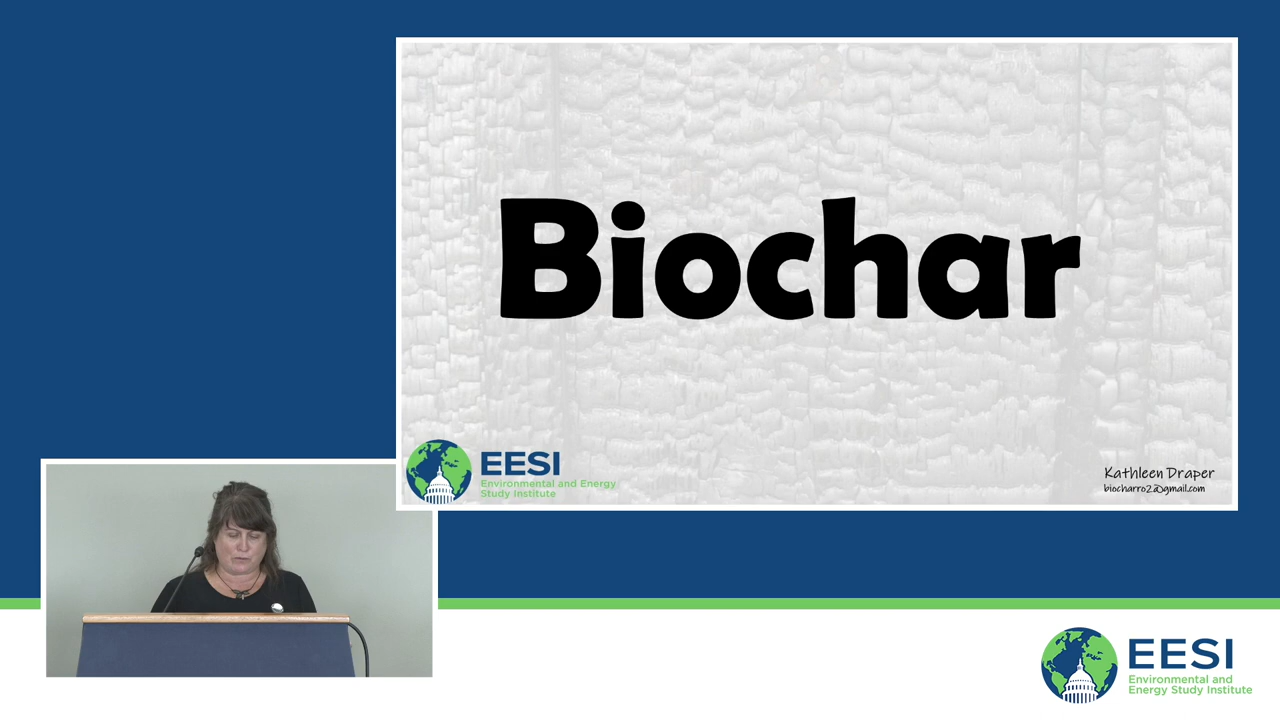 Biochar
EESI
Environmental and Energy
Study Institute
Kathleen Draper
biocharro2@gmail.com
EESI
Environmental and
Energy Study Institute